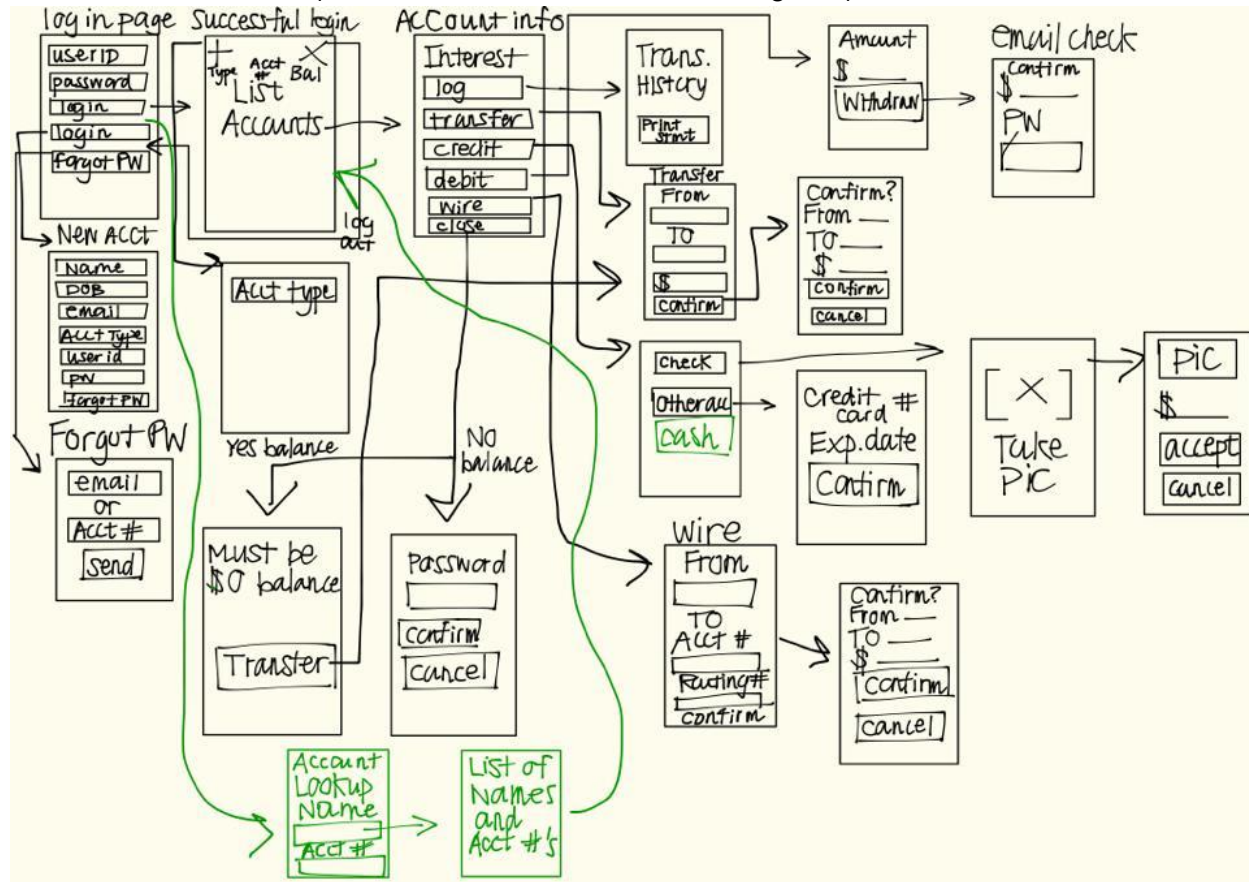 log in page
userID
password
login
login
forgot PW
Successful login
+
X
Type
Acct #
Bal
List
Accounts
log
out
Account info
Interest
log
transfer
credit
debit
wire
close
Trans.
History
Print
stmt
Amount
$
Withdraw
email check
Confirm
$
PW
New Acct
Name
DOB
email
Acct Type
user id
PW
forgot PW
Acct type
Transfer
From
TO
$
confirm
Confirm?
From
TO
$
confirm
cancel
Forgot PW
email
or
Acct #
send
Yes balance
No
balance
Must be
$0 balance
Transfer
Password
confirm
cancel
check
cash
Credit #
card
Exp. date
Confirm
[X]
Take
Pic
Pic
$
accept
cancel
Wire
From
TO
Acct #
Routing #
confirm
Confirm?
From
TO
$
Confirm
cancel
Account
Lookup
Name
Acct #
List of
Names
and
Acct #'s